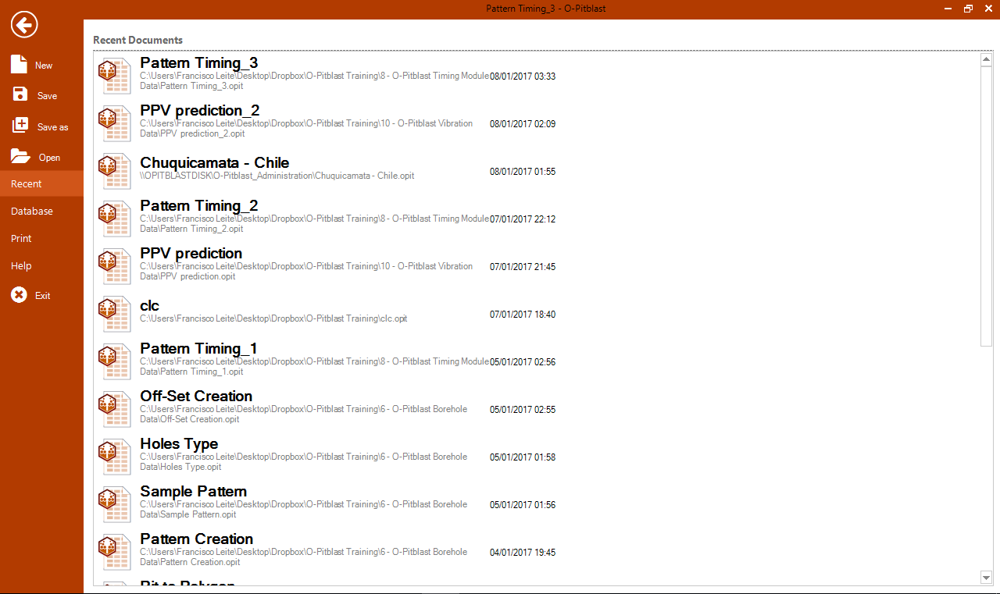 Pattern Timing_3 - O-Pitblast
New
Save
Save as
Open
Recent
Database
Print
Help
Exit
Recent Documents
Pattern Timing_3
C:\Users\Francisco Leite\Desktop\Dropbox\O-Pitblast Training\8 - O-Pitblast Timing Module 08/01/2017 03:33
Data\Pattern Timing_3.opit
PPV prediction_2
C:\Users\Francisco Leite\Desktop\Dropbox\O-Pitblast Training\10 - O-Pitblast Vibration 08/01/2017 02:09
Data\PPV prediction_2.opit
Chuquicamata - Chile
\\OPITBLASTDISK\O-Pitblast_Administration\Chuquicamata - Chile.opit 08/01/2017 01:55
Pattern Timing_2
C:\Users\Francisco Leite\Desktop\Dropbox\O-Pitblast Training\8 - O-Pitblast Timing Module 07/01/2017 22:12
Data\Pattern Timing_2.opit
PPV prediction
C:\Users\Francisco Leite\Desktop\Dropbox\O-Pitblast Training\10 - O-Pitblast Vibration 07/01/2017 21:45
Data\PPV prediction.opit
clc
C:\Users\Francisco Leite\Desktop\Dropbox\O-Pitblast Training\clc.opit 07/01/2017 18:40
Pattern Timing_1
C:\Users\Francisco Leite\Desktop\Dropbox\O-Pitblast Training\8 - O-Pitblast Timing Module 05/01/2017 02:56
Data\Pattern Timing_1.opit
Off-Set Creation
C:\Users\Francisco Leite\Desktop\Dropbox\O-Pitblast Training\6 - O-Pitblast Borehole 05/01/2017 02:55
Data\Off-Set Creation.opit
Holes Type
C:\Users\Francisco Leite\Desktop\Dropbox\O-Pitblast Training\6 - O-Pitblast Borehole 05/01/2017 01:58
Data\Holes Type.opit
Sample Pattern
C:\Users\Francisco Leite\Desktop\Dropbox\O-Pitblast Training\6 - O-Pitblast Borehole 05/01/2017 01:56
Data\Sample Pattern.opit
Pattern Creation
C:\Users\Francisco Leite\Desktop\Dropbox\O-Pitblast Training\6 - O-Pitblast Borehole 04/01/2017 19:45
Data\Pattern Creation.opit